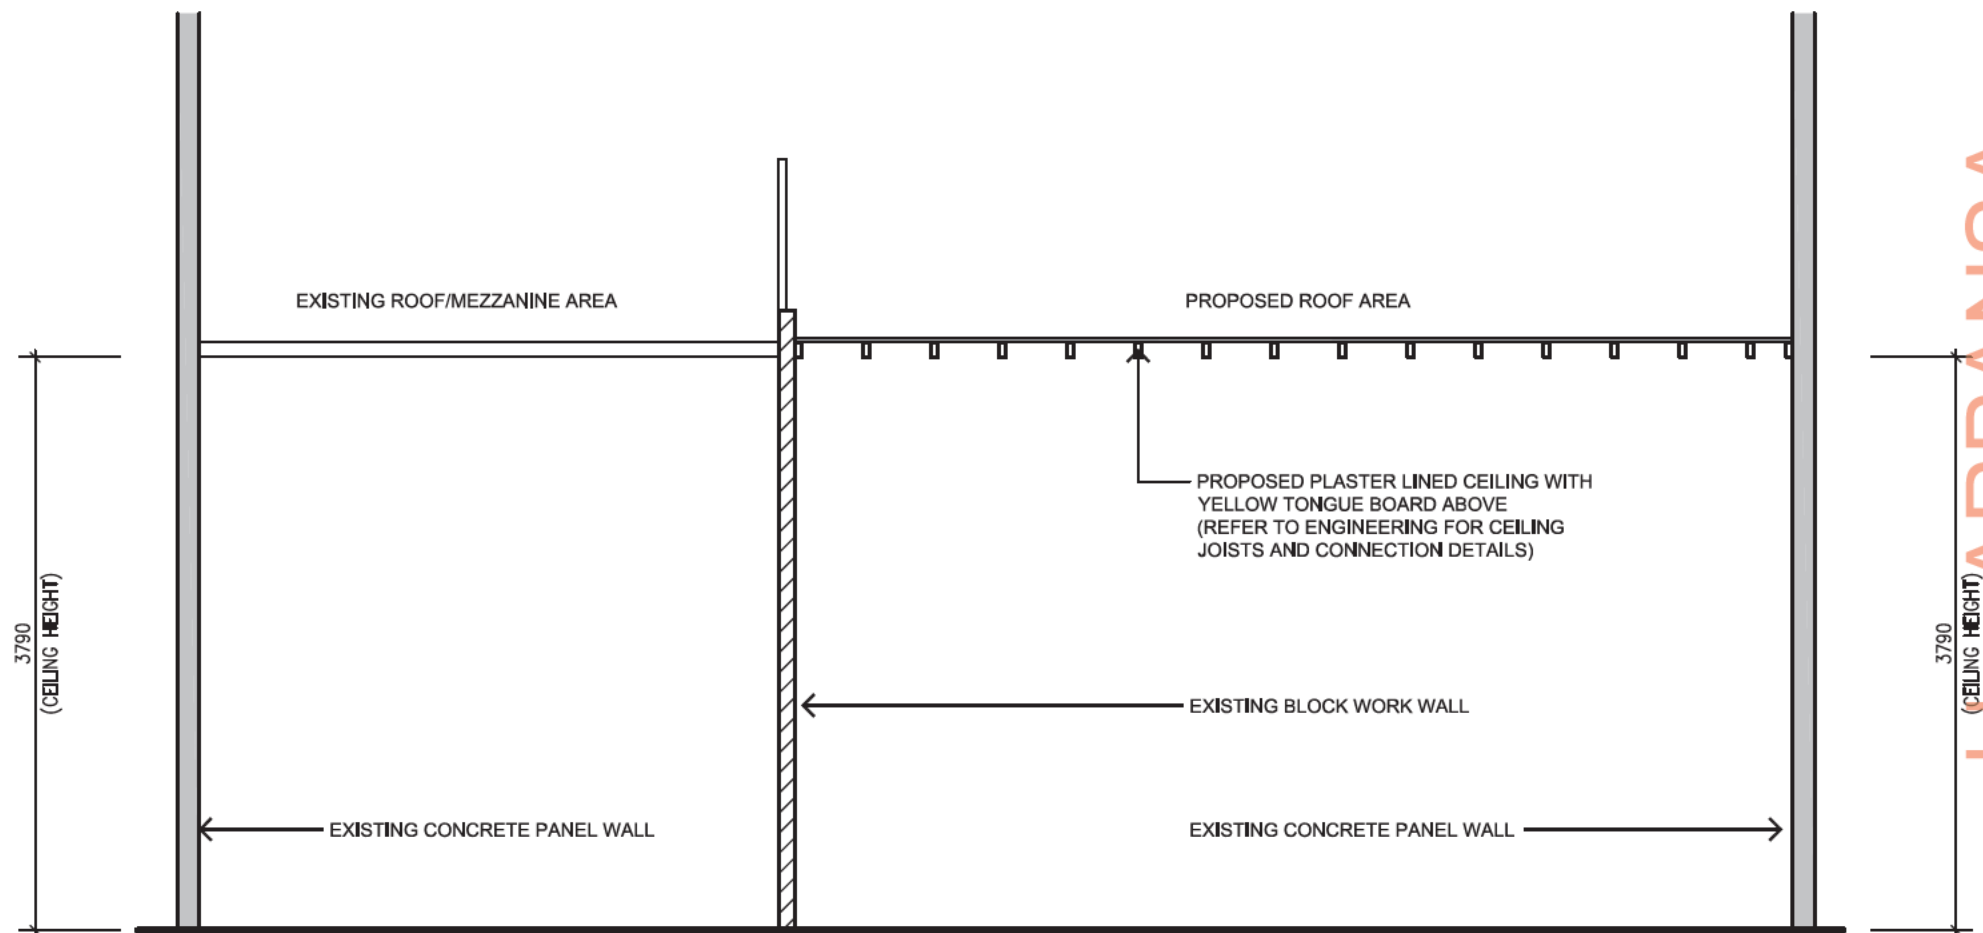 EXISTING ROOF/MEZZANINE AREA
PROPOSED ROOF AREA
PROPOSED PLASTER LINED CEILING WITH
YELLOW TONGUE BOARD ABOVE
(REFER TO ENGINEERING FOR CEILING
JOISTS AND CONNECTION DETAILS)
3790
(CEILING HEIGHT)
3790
(CEILING HEIGHT)
EXISTING BLOCK WORK WALL
EXISTING CONCRETE PANEL WALL
EXISTING CONCRETE PANEL WALL